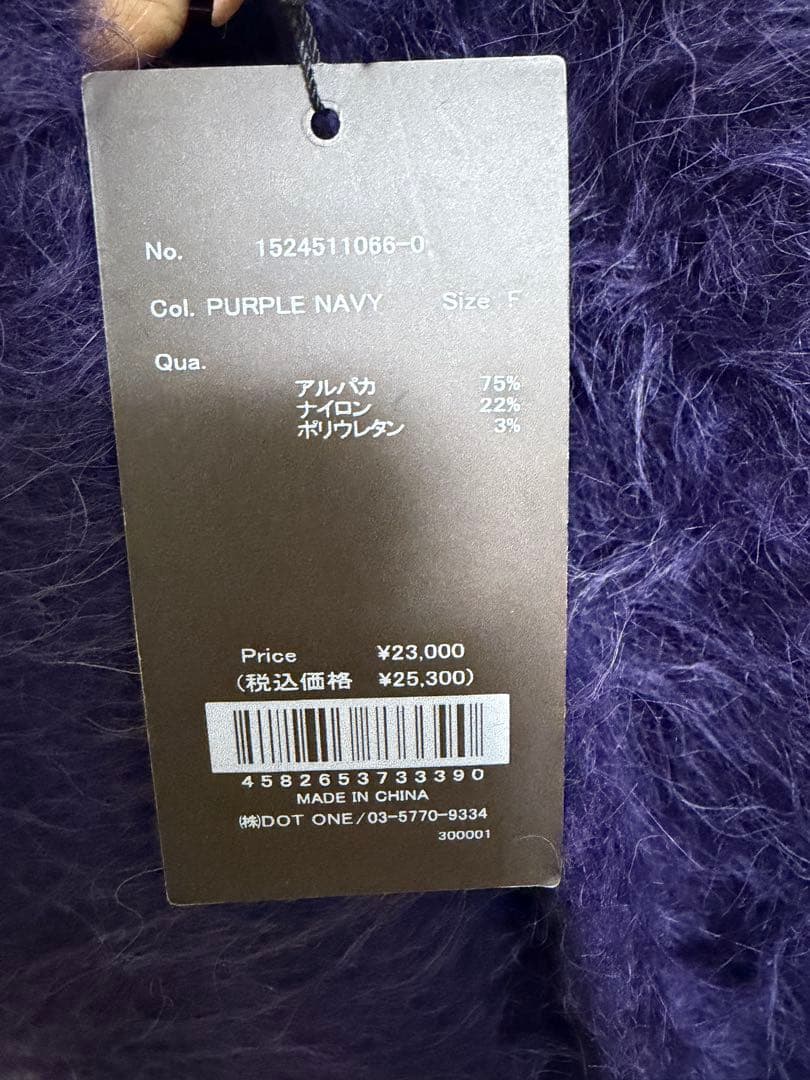 No. 1524511066-0
Col. PURPLE NAVY Size F
Qua.
アルパカ 75%
ナイロン 22%
ポリウレタン 3%
Price ¥23,000
(税込価格 ¥25,300)
4582653733390
MADE IN CHINA
㈱DOT ONE/03-5770-9334
300001